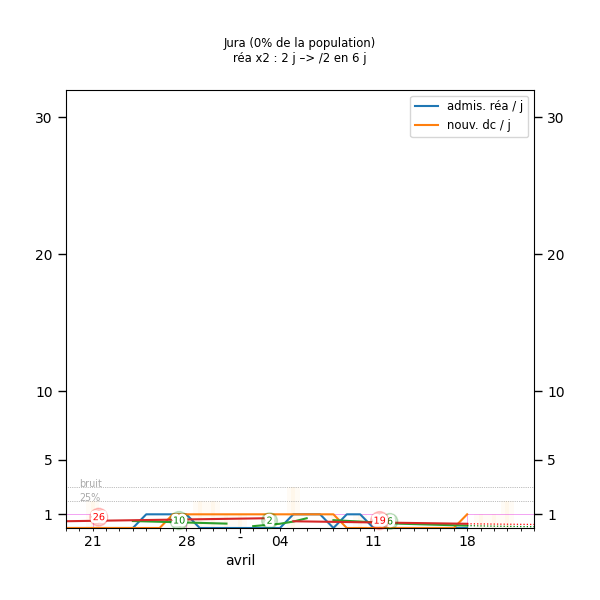 Jura (0% de la population)
réa x2 : 2 j –> /2 en 6 j
admis. réa / j
nouv. dc / j
30 30
20 20
10 10
5 5
bruit
25%
1 1
26 10 2 19 6
21 28 - 04 11 18
avril